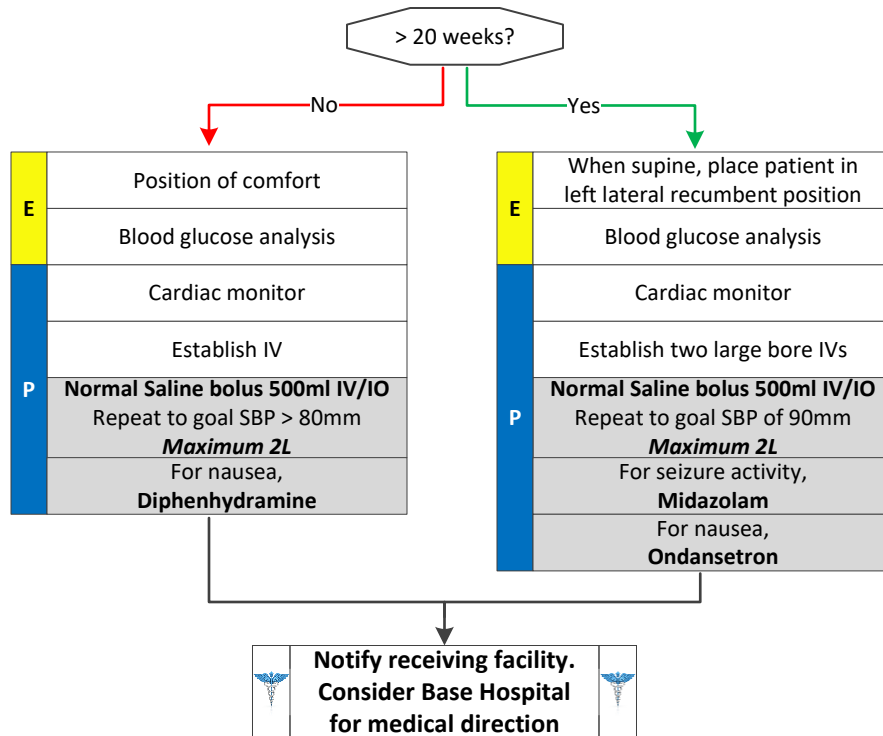 > 20 weeks?
No
Yes
E
Position of comfort
Blood glucose analysis
P
Cardiac monitor
Establish IV
Normal Saline bolus 500ml IV/IO
Repeat to goal SBP > 80mm
Maximum 2L
For nausea,
Diphenhydramine
E
When supine, place patient in
left lateral recumbent position
Blood glucose analysis
P
Cardiac monitor
Establish two large bore IVs
Normal Saline bolus 500ml IV/IO
Repeat to goal SBP of 90mm
Maximum 2L
For seizure activity,
Midazolam
For nausea,
Ondansetron
Notify receiving facility.
Consider Base Hospital
for medical direction